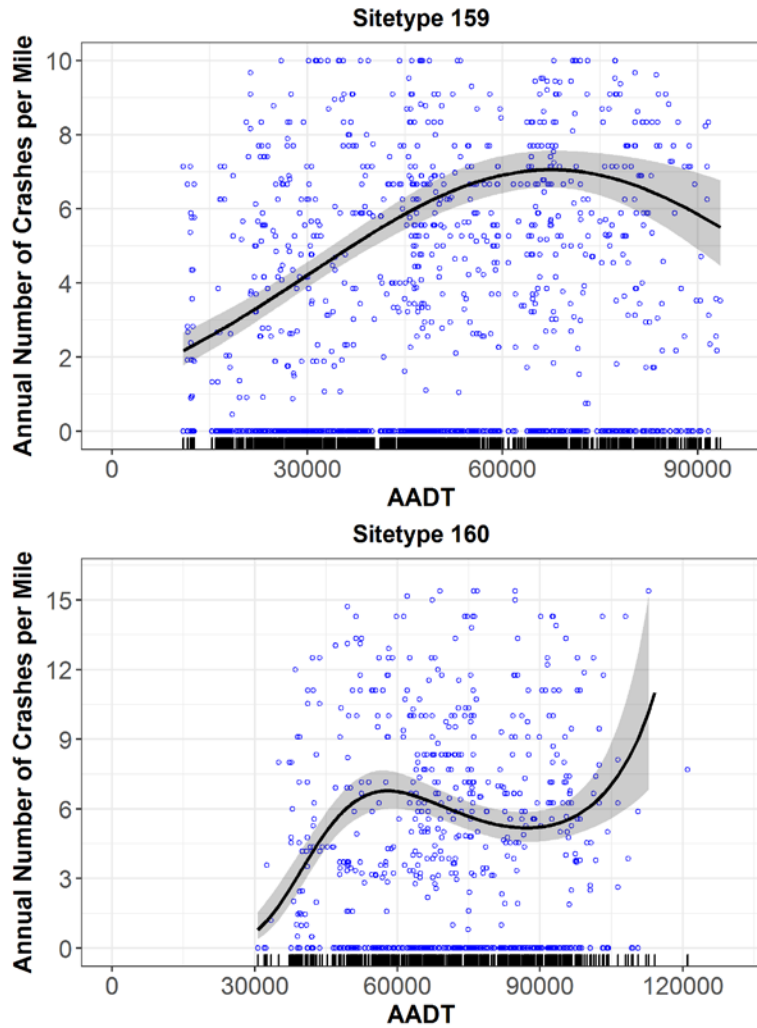 Sitetype 159
Annual Number of Crashes per Mile
10
8
6
4
2
0
0 30000 60000 90000
AADT
Sitetype 160
Annual Number of Crashes per Mile
15
12
9
6
3
0
0 30000 60000 90000 120000
AADT